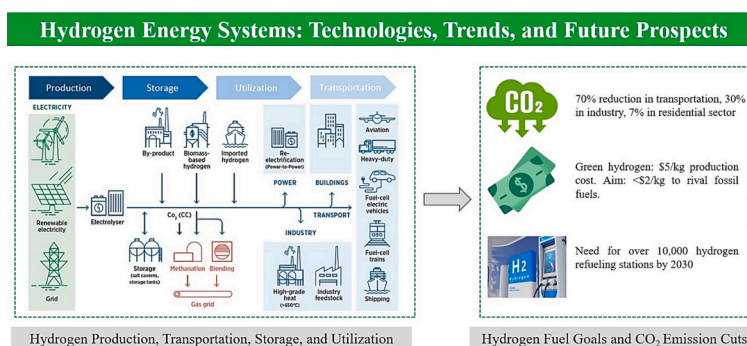 Hydrogen Energy Systems: Technologies, Trends, and Future Prospects
Production
Storage
Utilization
Transportation
ELECTRICITY
Renewable
electricity
Grid
Electrolyser
By-product
Biomass-
based
hydrogen
Imported
hydrogen
Co₂ (CC)
Storage
(salt caverns,
storage tanks)
Methanation
Blending
Gas grid
Re-
electrification
(Power-to-Power)
POWER
BUILDINGS
TRANSPORT
INDUSTRY
High-grade
heat
(>650°C)
Industry
feedstock
Aviation
Heavy-duty
Fuel-cell
electric
vehicles
Fuel-cell
trains
Shipping
Hydrogen Production, Transportation, Storage, and Utilization
CO2
70% reduction in transportation, 30%
in industry, 7% in residential sector
Green hydrogen: $5/kg production
cost. Aim: <$2/kg to rival fossil
fuels.
H2
Hydrogen
Need for over 10,000 hydrogen
refueling stations by 2030
Hydrogen Fuel Goals and CO₂ Emission Cuts